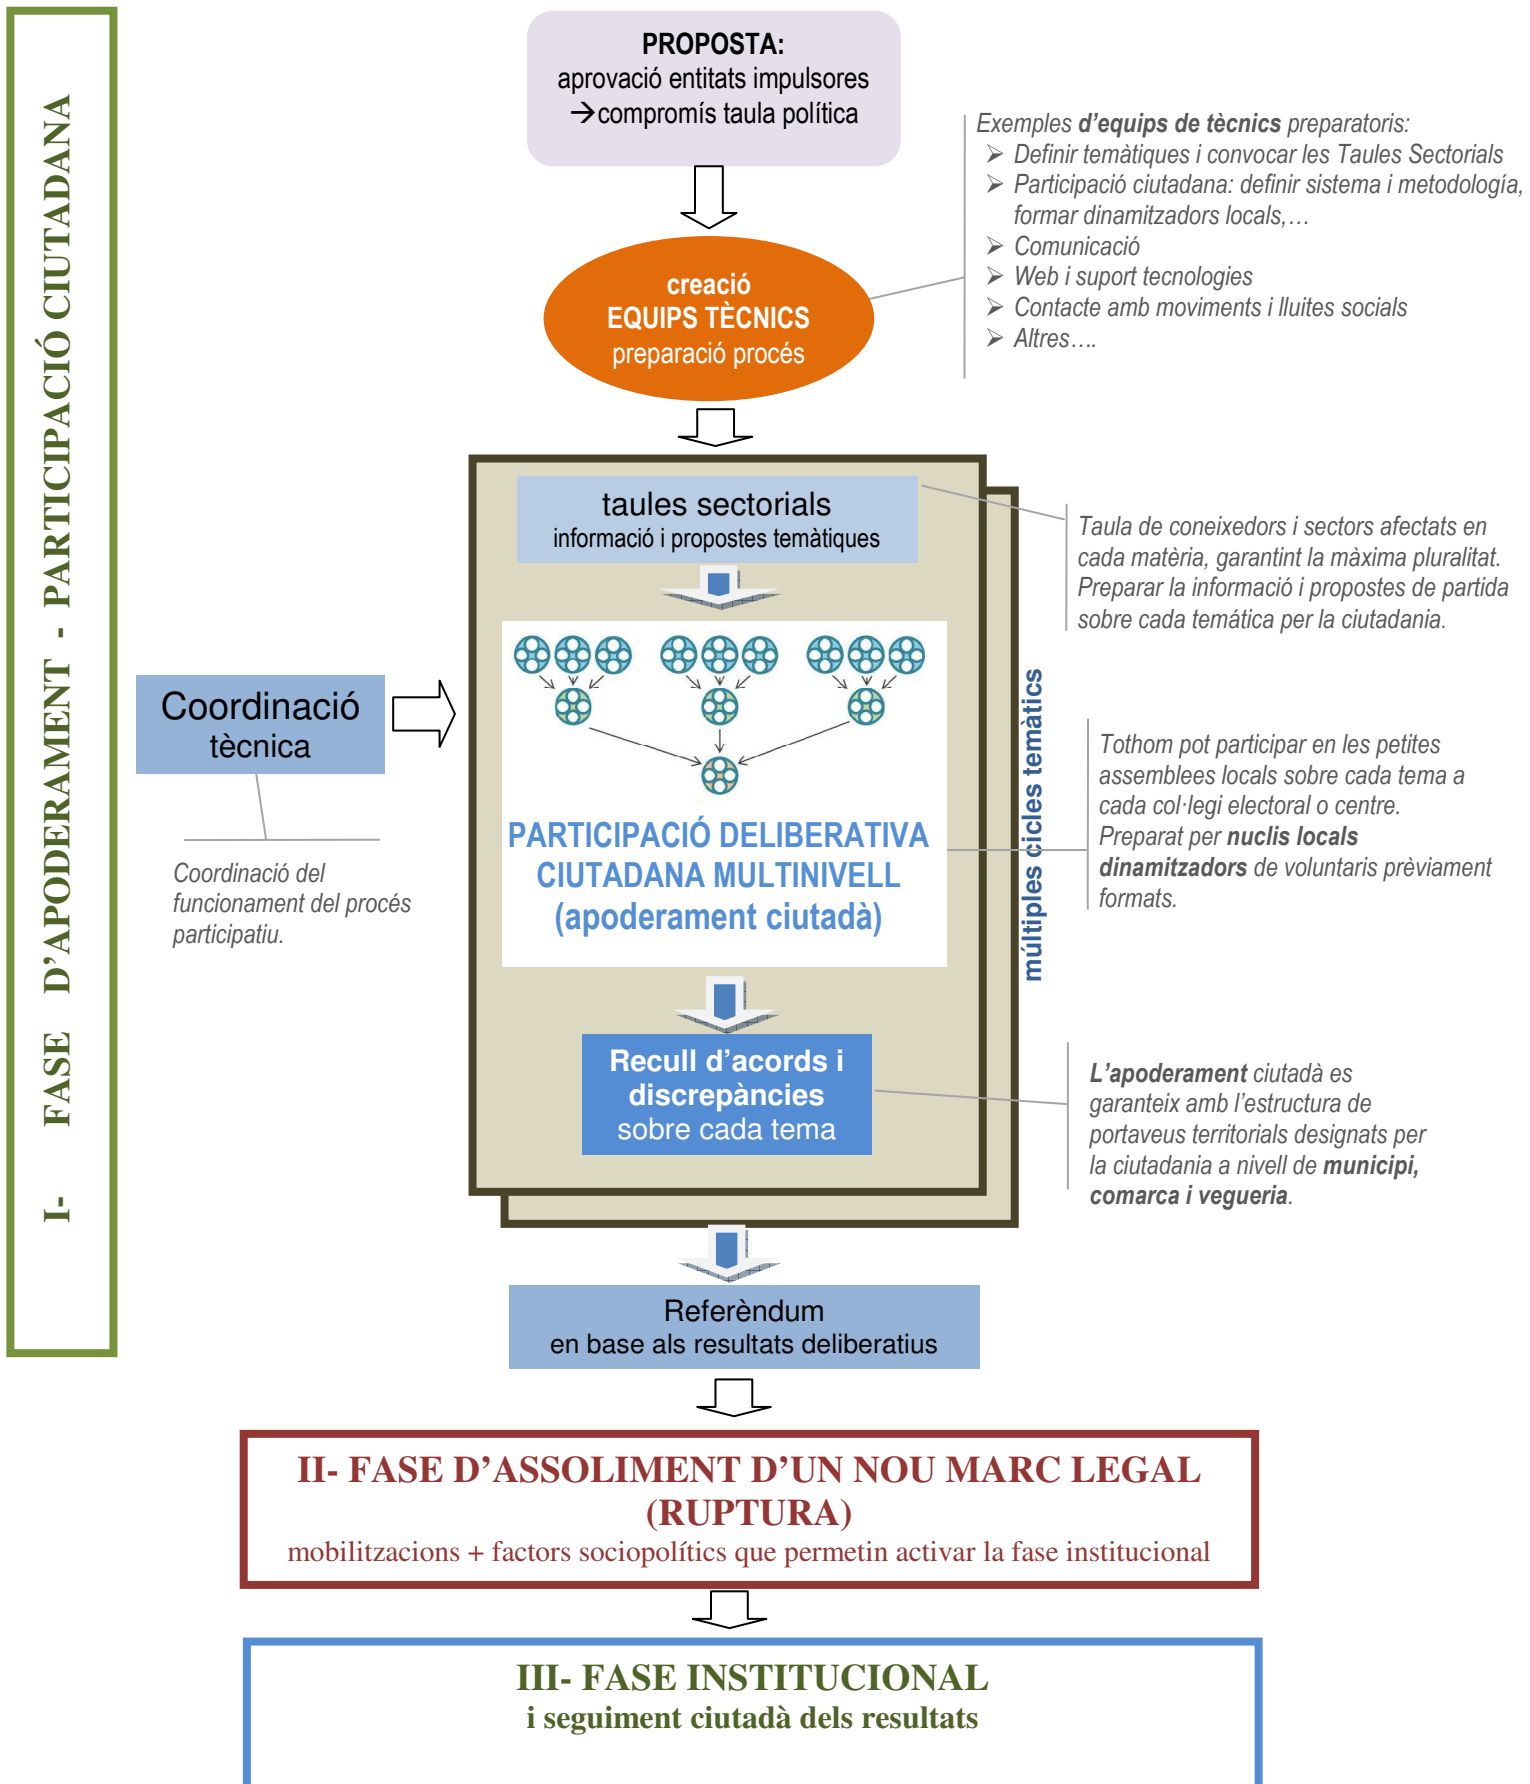 I- FASE D’APODERAMENT - PARTICIPACIÓ CIUTADANA
PROPOSTA:
aprovació entitats impulsores
→compromís taula política
Exemples d’equips de tècnics preparatoris:
➢ Definir temàtiques i convocar les Taules Sectorials
➢ Participació ciutadana: definir sistema i metodología,
formar dinamitzadors locals,…
➢ Comunicació
➢ Web i suport tecnologies
➢ Contacte amb moviments i lluites socials
➢ Altres….
creació
EQUIPS TÈCNICS
preparació procés
taules sectorials
informació i propostes temàtiques
Taula de coneixedors i sectors afectats en
cada matèria, garantint la màxima pluralitat.
Preparar la informació i propostes de partida
sobre cada temática per la ciutadania.
Coordinació
tècnica
Coordinació del
funcionament del procés
participatiu.
PARTICIPACIÓ DELIBERATIVA
CIUTADANA MULTINIVELL
(apoderament ciutadà)
múltiples cicles temàtics
Tothom pot participar en les petites
assemblees locals sobre cada tema a
cada col·legi electoral o centre.
Preparat per nuclis locals
dinamitzadors de voluntaris prèviament
formats.
Recull d’acords i
discrepàncies
sobre cada tema
L’apoderament ciutadà es
garanteix amb l’estructura de
portaveus territorials designats per
la ciutadania a nivell de municipi,
comarca i vegueria.
Referèndum
en base als resultats deliberatius
II- FASE D’ASSOLIMENT D’UN NOU MARC LEGAL
(RUPTURA)
mobilitzacions + factors sociopolítics que permetin activar la fase institucional
III- FASE INSTITUCIONAL
i seguiment ciutadà dels resultats